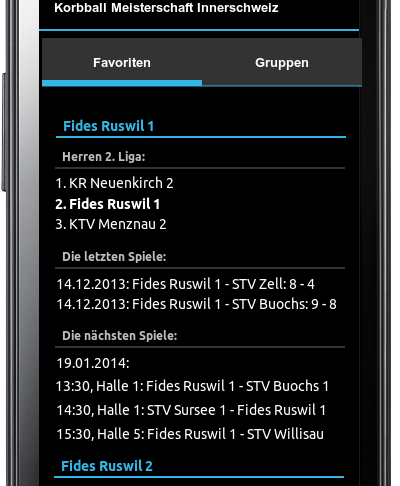 Korbball Meisterschaft Innerschweiz
Favoriten
Gruppen
Fides Ruswil 1
Herren 2. Liga:
1. KR Neuenkirch 2
2. Fides Ruswil 1
3. KTV Menznau 2
Die letzten Spiele:
14.12.2013: Fides Ruswil 1 - STV Zell: 8 - 4
14.12.2013: Fides Ruswil 1 - STV Buochs: 9 - 8
Die nächsten Spiele:
19.01.2014:
13:30, Halle 1: Fides Ruswil 1 - STV Buochs 1
14:30, Halle 1: STV Sursee 1 - Fides Ruswil 1
15:30, Halle 5: Fides Ruswil 1 - STV Willisau
Fides Ruswil 2